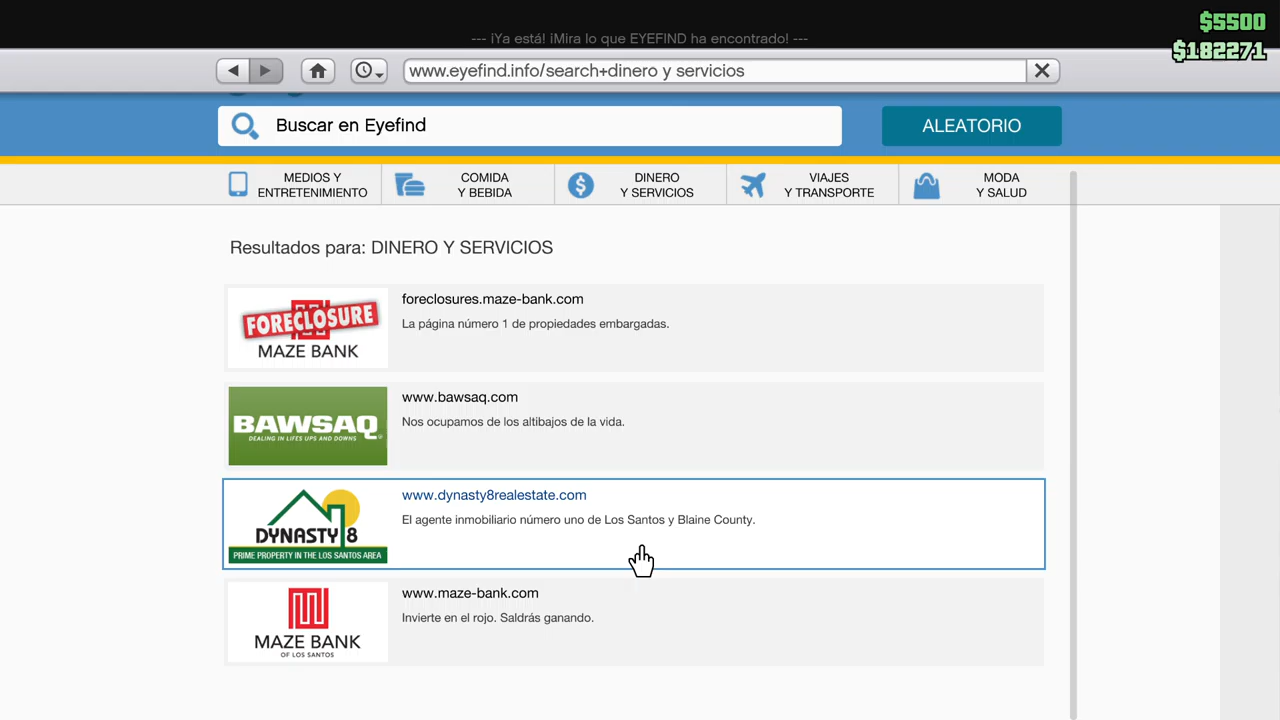 $5500
--- ¡Ya está! ¡Mira lo que EYEFIND ha encontrado! ---
$182271
www.eyefind.info/search+dinero y servicios
Buscar en Eyefind
ALEATORIO
MEDIOS Y
ENTRETENIMIENTO
COMIDA
Y BEBIDA
DINERO
Y SERVICIOS
VIAJES
Y TRANSPORTE
MODA
Y SALUD
Resultados para: DINERO Y SERVICIOS
FORECLOSURE
MAZE BANK
foreclosures.maze-bank.com
La página número 1 de propiedades embargadas.
BAWSAQ
DEALING IN LIFES UPS AND DOWNS
www.bawsaq.com
Nos ocupamos de los altibajos de la vida.
DYNASTY 8
PRIME PROPERTY IN THE LOS SANTOS AREA
www.dynasty8realestate.com
El agente inmobiliario número uno de Los Santos y Blaine County.
MAZE BANK
OF LOS SANTOS
www.maze-bank.com
Invierte en el rojo. Saldrás ganando.